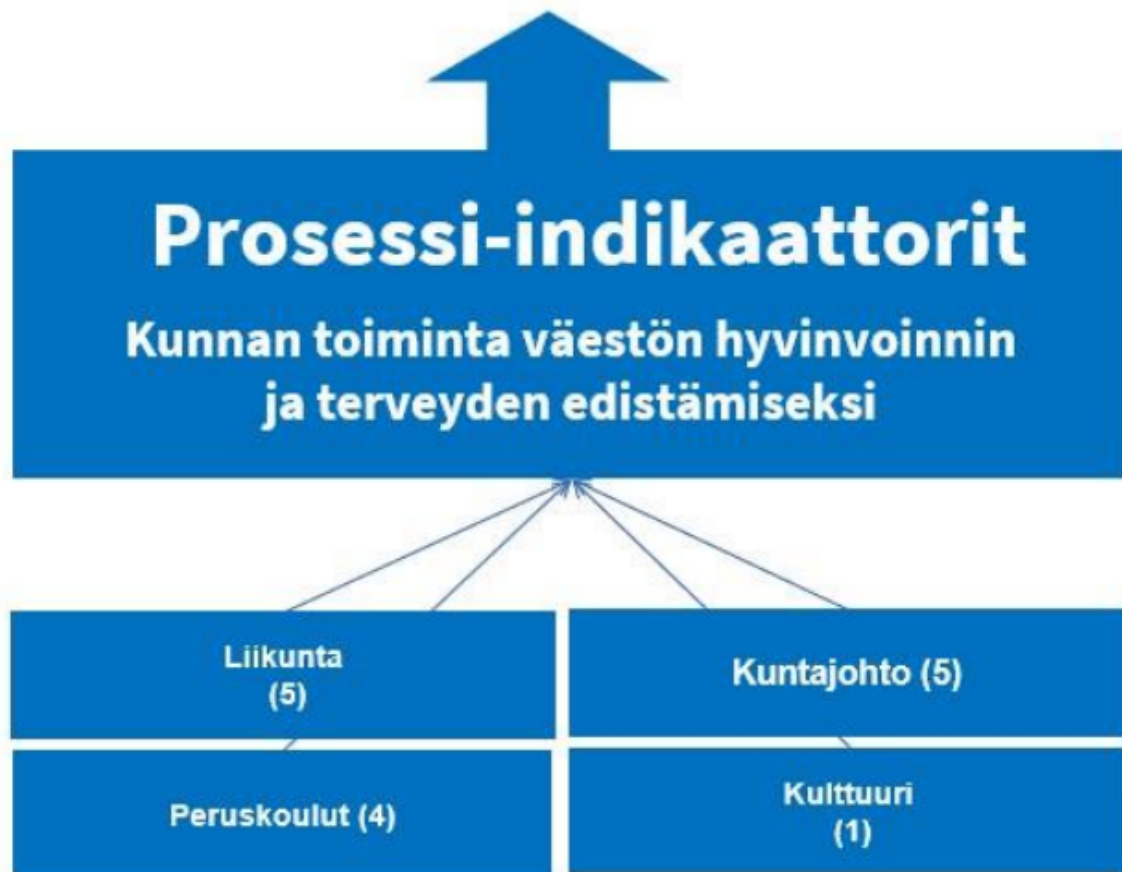 Prosessi-indikaattorit
Kunnan toiminta väestön hyvinvoinnin
ja terveyden edistämiseksi
Liikunta
(5)
Kuntajohto (5)
Peruskoulut (4)
Kulttuuri
(1)